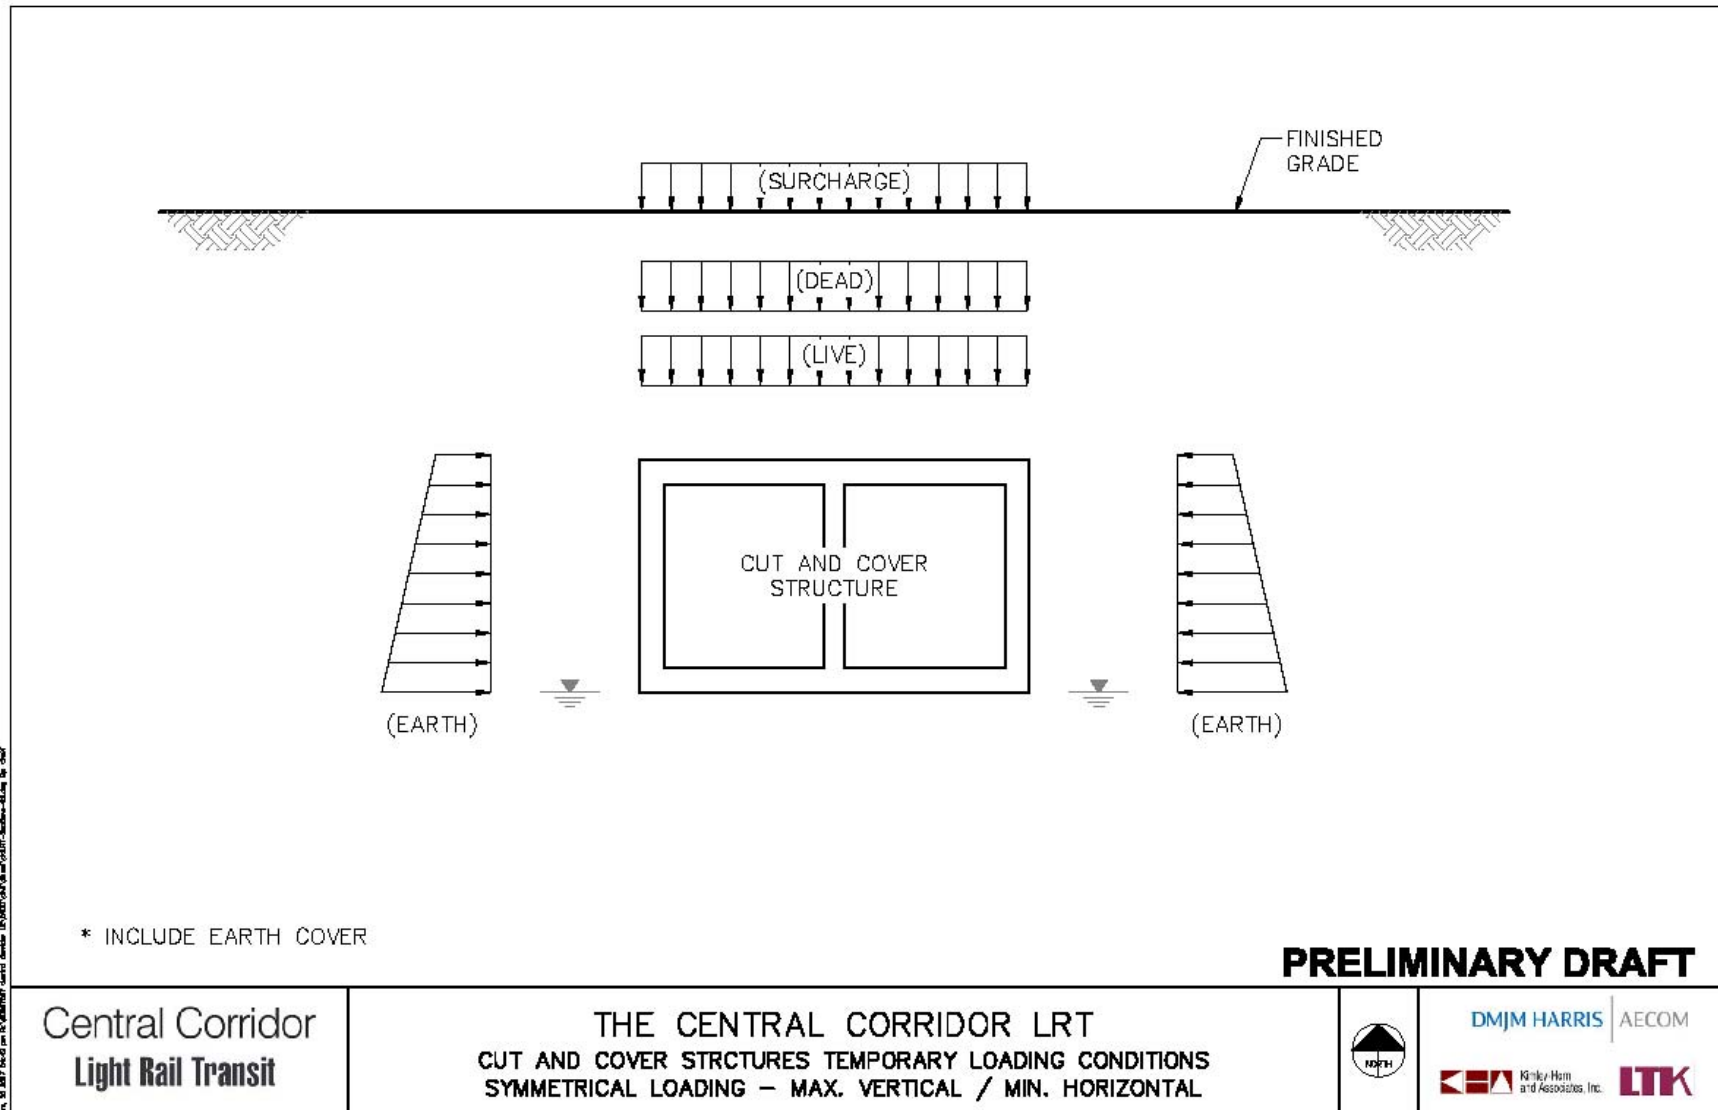 (SURCHARGE)
FINISHED
GRADE
(DEAD)
(LIVE)
CUT AND COVER
STRUCTURE
(EARTH)
(EARTH)
* INCLUDE EARTH COVER
PRELIMINARY DRAFT
Central Corridor
Light Rail Transit
THE CENTRAL CORRIDOR LRT
CUT AND COVER STRCTURES TEMPORARY LOADING CONDITIONS
SYMMETRICAL LOADING – MAX. VERTICAL / MIN. HORIZONTAL
NORTH
DMJM HARRIS AECOM
Kimley-Horn
and Associates, Inc.
LTK